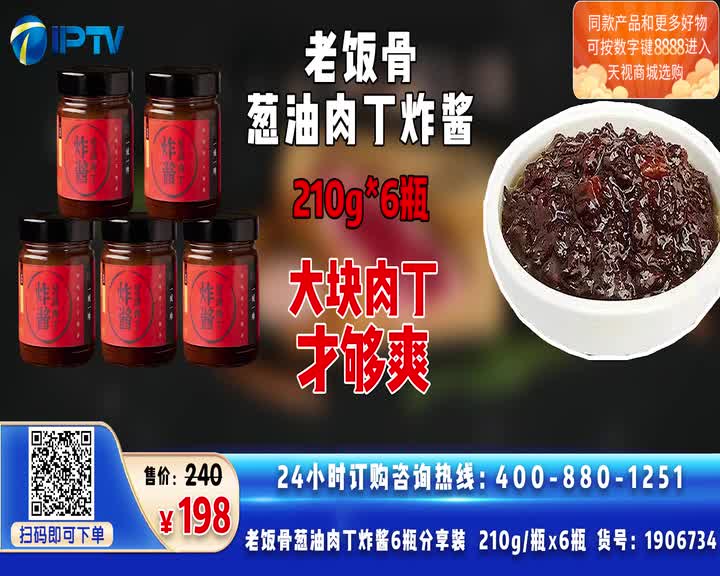 IPTV
同款产品和更多好物
可按数字键8888进入
天视商城选购
老饭骨
葱油肉丁炸酱
210g*6瓶
大块肉丁
才够爽
炸酱
炸酱
炸酱
炸酱
炸酱
扫码即可下单
售价：240
¥198
24小时订购咨询热线：400-880-1251
老饭骨葱油肉丁炸酱6瓶分享装 210g/瓶x6瓶 货号：1906734